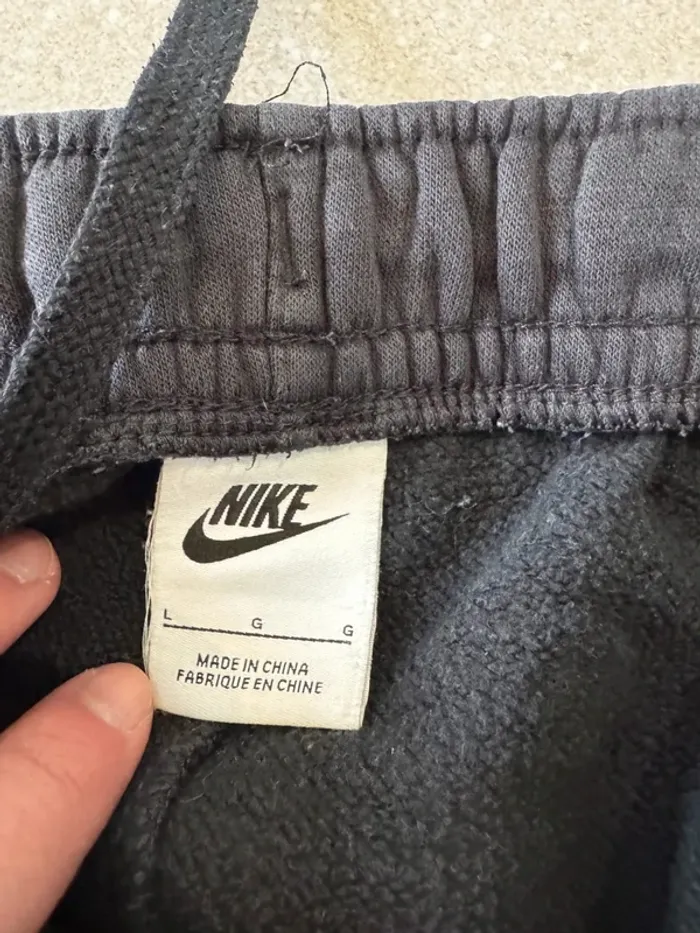 NIKE
L G G
MADE IN CHINA
FABRIQUE EN CHINE